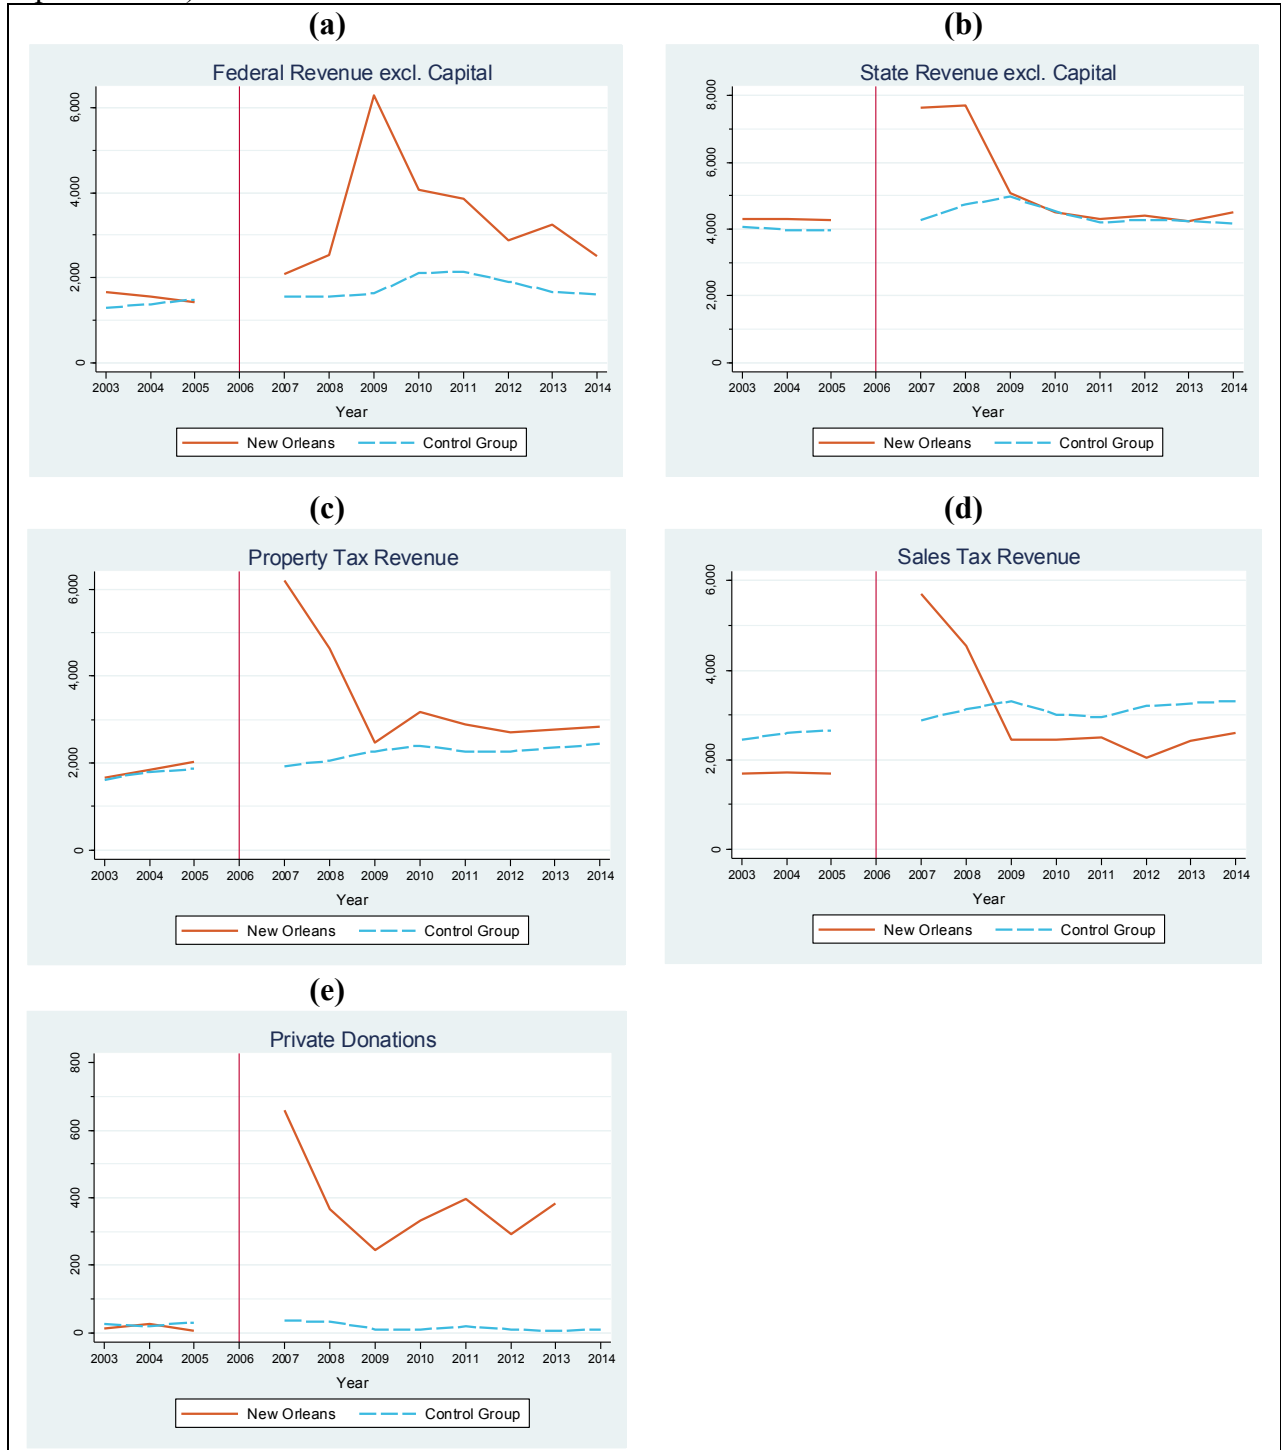 (a)
Federal Revenue excl. Capital
6,000
4,000
2,000
0
2003 2004 2005 2006 2007 2008 2009 2010 2011 2012 2013 2014
Year
New Orleans Control Group
(b)
State Revenue excl. Capital
8,000
6,000
4,000
2,000
0
2003 2004 2005 2006 2007 2008 2009 2010 2011 2012 2013 2014
Year
New Orleans Control Group
(c)
Property Tax Revenue
6,000
4,000
2,000
0
2003 2004 2005 2006 2007 2008 2009 2010 2011 2012 2013 2014
Year
New Orleans Control Group
(d)
Sales Tax Revenue
6,000
4,000
2,000
0
2003 2004 2005 2006 2007 2008 2009 2010 2011 2012 2013 2014
Year
New Orleans Control Group
(e)
Private Donations
800
600
400
200
0
2003 2004 2005 2006 2007 2008 2009 2010 2011 2012 2013 2014
Year
New Orleans Control Group